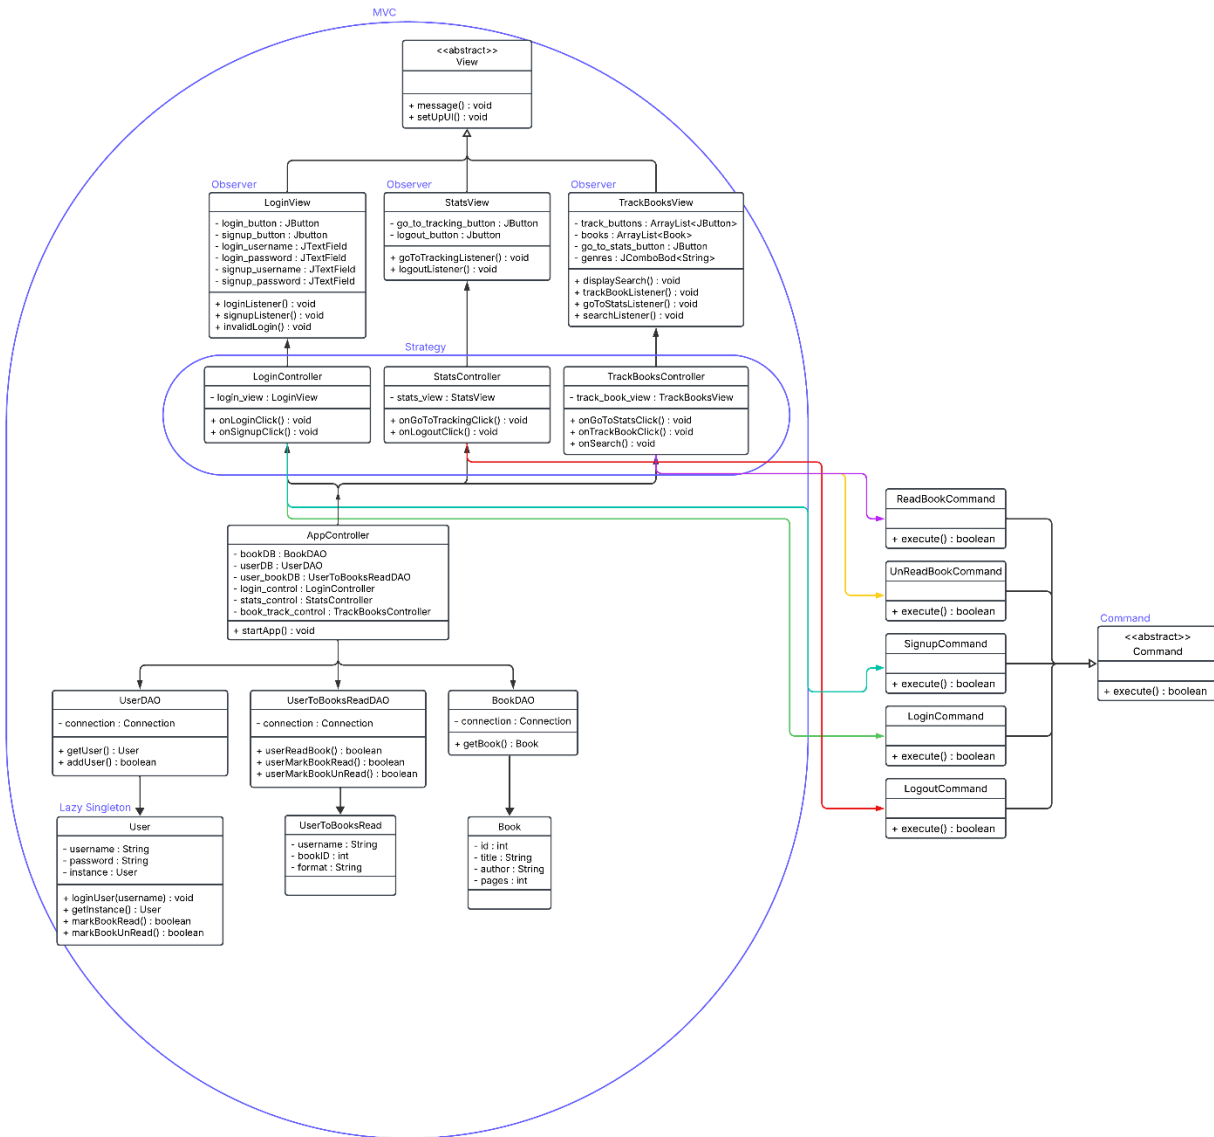 MVC
<<abstract>>
View
+ message() : void
+ setUpUI() : void
Observer
LoginView
- login_button : JButton
- signup_button : Jbutton
- login_username : JTextField
- login_password : JTextField
- signup_username : JTextField
- signup_password : JTextField
+ loginListener() : void
+ signupListener() : void
+ invalidLogin() : void
Observer
StatsView
- go_to_tracking_button : JButton
- logout_button : Jbutton
+ goToTrackingListener() : void
+ logoutListener() : void
Observer
TrackBooksView
- track_buttons : ArrayList<JButton>
- books : ArrayList<Book>
- go_to_stats_button : JButton
- genres : JComboBod<String>
+ displaySearch() : void
+ trackBookListener() : void
+ goToStatsListener() : void
+ searchListener() : void
Strategy
LoginController
- login_view : LoginView
+ onLoginClick() : void
+ onSignupClick() : void
StatsController
- stats_view : StatsView
+ onGoToTrackingClick() : void
+ onLogoutClick() : void
TrackBooksController
- track_book_view : TrackBooksView
+ onGoToStatsClick() : void
+ onTrackBookClick() : void
+ onSearch() : void
AppController
- bookDB : BookDAO
- userDB : UserDAO
- user_bookDB : UserToBooksReadDAO
- login_control : LoginController
- stats_control : StatsController
- book_track_control : TrackBooksController
+ startApp() : void
UserDAO
- connection : Connection
+ getUser() : User
+ addUser() : boolean
UserToBooksReadDAO
- connection : Connection
+ userReadBook() : boolean
+ userMarkBookRead() : boolean
+ userMarkBookUnRead() : boolean
BookDAO
- connection : Connection
+ getBook() : Book
Lazy Singleton
User
- username : String
- password : String
- instance : User
+ loginUser(username) : void
+ getInstance() : User
+ markBookRead() : boolean
+ markBookUnRead() : boolean
UserToBooksRead
- username : String
- bookID : int
- format : String
Book
- id : int
- title : String
- author : String
- pages : int
ReadBookCommand
+ execute() : boolean
UnReadBookCommand
+ execute() : boolean
SignupCommand
+ execute() : boolean
LoginCommand
+ execute() : boolean
LogoutCommand
+ execute() : boolean
Command
<<abstract>>
Command
+ execute() : boolean